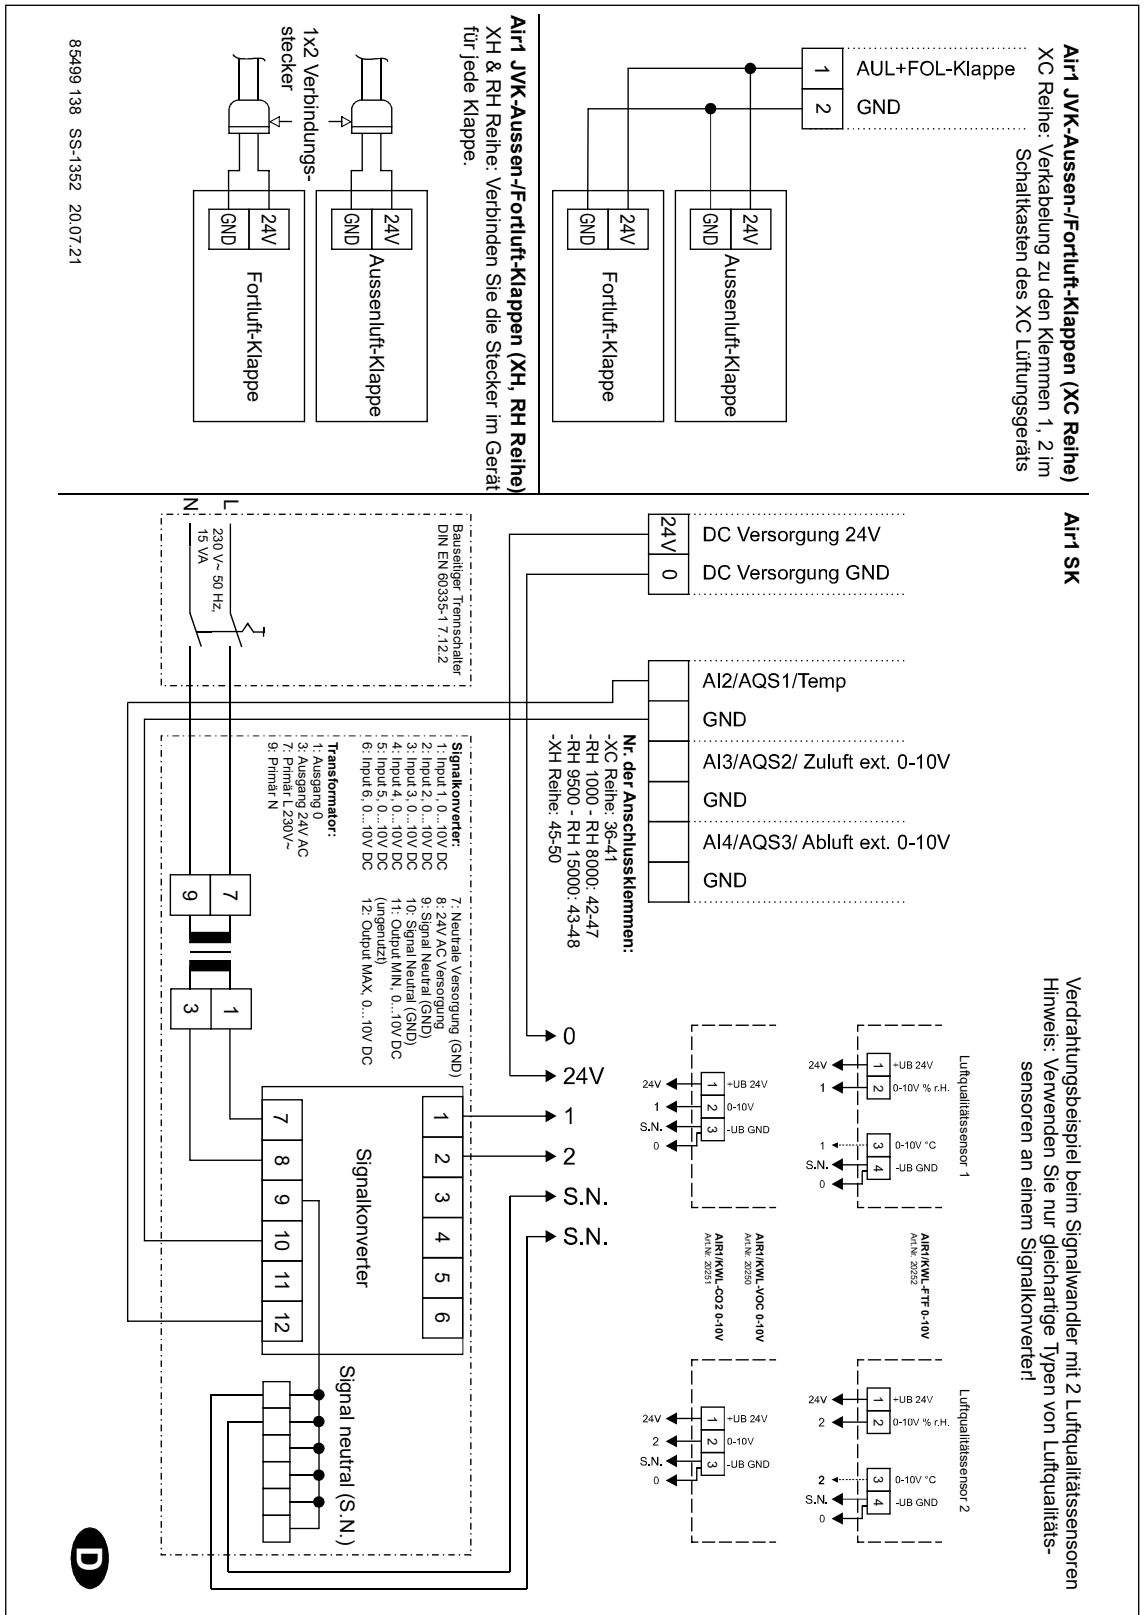 Air1 JVK-Aussen-/Fortluft-Klappen (XC Reihe)
XC Reihe: Verkabelung zu den Klemmen 1, 2 im
Schaltkasten des XC Lüftungsgeräts
1
AUL+FOL-Klappe
2
GND
24V
GND
Aussenluft-Klappe
24V
GND
Fortluft-Klappe
Air1 JVK-Aussen-/Fortluft-Klappen (XH, RH Reihe)
XH & RH Reihe: Verbinden Sie die Stecker im Gerät
für jede Klappe.
1x2 Verbindungs-
stecker
24V
GND
Aussenluft-Klappe
24V
GND
Fortluft-Klappe
85499 138 SS-1352 20.07.21
Air1 SK
24V
DC Versorgung 24V
0
DC Versorgung GND
AI2/AQS1/Temp
GND
AI3/AQS2/ Zuluft ext. 0-10V
GND
AI4/AQS3/ Abluft ext. 0-10V
GND
Nr. der Anschlussklemmen:
-XC Reihe: 36-41
-RH 1000 - RH 8000: 42-47
-RH 9500 - RH 15000: 43-48
-XH Reihe: 45-50
Bauseitiger Trennschalter
DIN EN 60335-1 7.12.2
L
N
230 V~ 50 Hz,
15 VA
Signalkonverter:
1: Input 1, 0...10V DC
2: Input 2, 0...10V DC
3: Input 3, 0...10V DC
4: Input 4, 0...10V DC
5: Input 5, 0...10V DC
6: Input 6, 0...10V DC
7: Neutrale Versorgung (GND)
8: 24V AC Versorgung
9: Signal Neutral (GND)
10: Signal Neutral (GND)
11: Output MIN, 0...10V DC
(ungenutzt)
12: Output MAX, 0...10V DC
Transformator:
1: Ausgang 0
3: Ausgang 24V AC
7: Primär L 230V~
9: Primär N
7
9
1
3
0
24V
1
2
S.N.
S.N.
1
2
3
4
5
6
Signalkonverter
7
8
9
10
11
12
Signal neutral (S.N.)
Verdrahtungsbeispiel beim Signalwandler mit 2 Luftqualitätssensoren
Hinweis: Verwenden Sie nur gleichartige Typen von Luftqualitäts-
sensoren an einem Signalkonverter!
Luftqualitätssensor 1
24V
1
+UB 24V
1
2
0-10V % r.H.
1
3
0-10V °C
S.N.
4
-UB GND
0
24V
1
+UB 24V
1
2
0-10V
S.N.
3
-UB GND
0
AIR1/KWL-FTF 0-10V
Art.Nr. 20252
AIR1/KWL-VOC 0-10V
Art.Nr. 20250
AIR1/KWL-CO2 0-10V
Art.Nr. 20251
Luftqualitätssensor 2
24V
1
+UB 24V
2
2
0-10V % r.H.
2
3
0-10V °C
S.N.
4
-UB GND
0
24V
1
+UB 24V
2
2
0-10V
S.N.
3
-UB GND
0
D